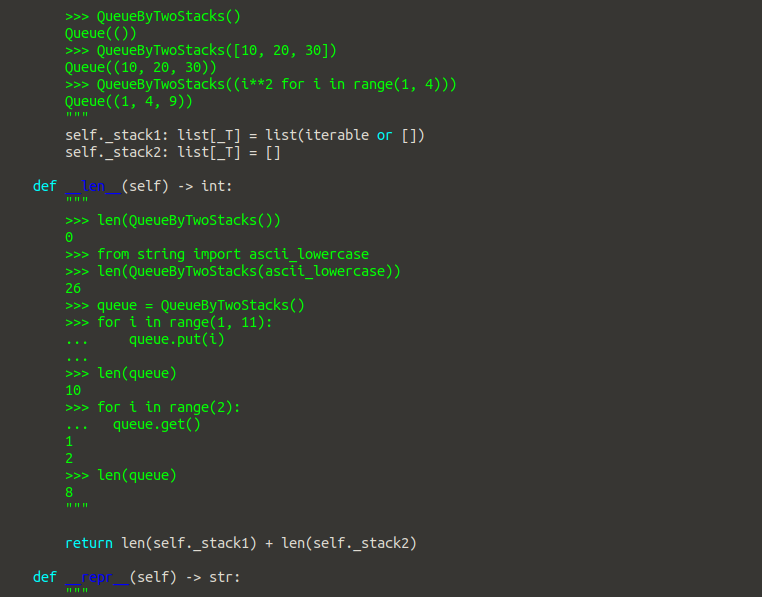 >>> QueueByTwoStacks()
Queue(())
>>> QueueByTwoStacks([10, 20, 30])
Queue((10, 20, 30))
>>> QueueByTwoStacks((i**2 for i in range(1, 4)))
Queue((1, 4, 9))
"""
self._stack1: list[_T] = list(iterable or [])
self._stack2: list[_T] = []
def __len__(self) -> int:
"""
>>> len(QueueByTwoStacks())
0
>>> from string import ascii_lowercase
>>> len(QueueByTwoStacks(ascii_lowercase))
26
>>> queue = QueueByTwoStacks()
>>> for i in range(1, 11):
...     queue.put(i)
...
>>> len(queue)
10
>>> for i in range(2):
...   queue.get()
1
2
>>> len(queue)
8
"""
return len(self._stack1) + len(self._stack2)
def __repr__(self) -> str:
"""